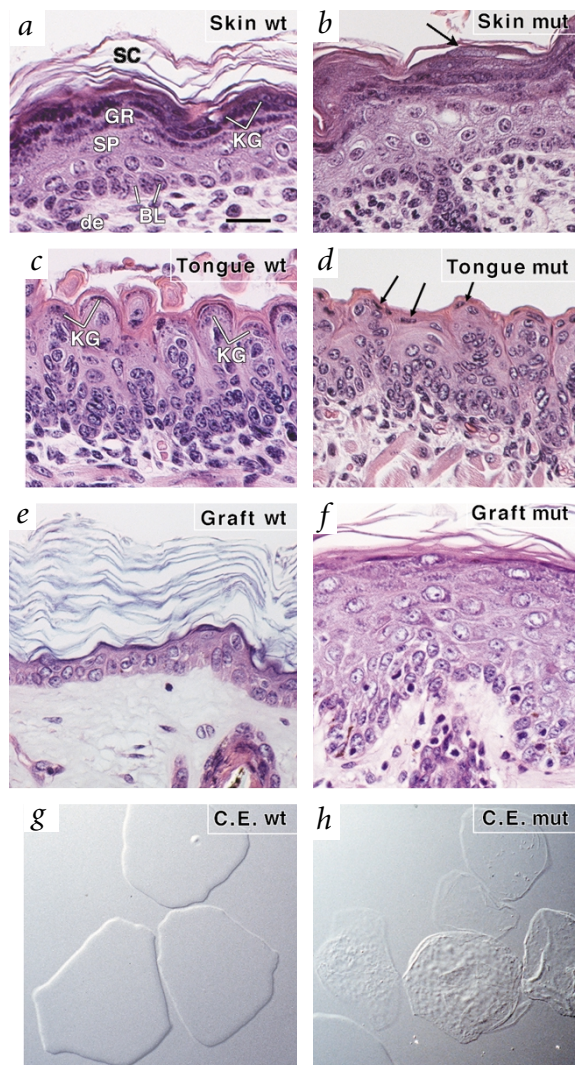 a
Skin wt
SC
GR
KG
SP
de
BL
b
Skin mut
c
Tongue wt
KG
KG
d
Tongue mut
e
Graft wt
f
Graft mut
g
C.E. wt
h
C.E. mut